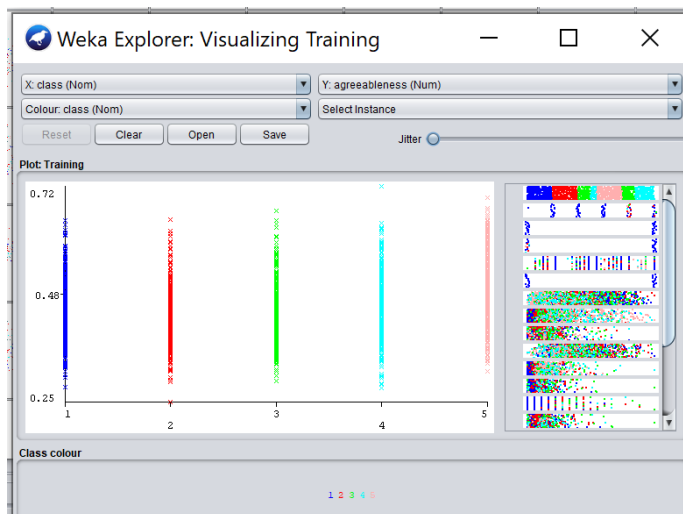 Weka Explorer: Visualizing Training
X: class (Nom)
Y: agreeableness (Num)
Colour: class (Nom)
Select Instance
Reset
Clear
Open
Save
Jitter
Plot: Training
0.72
0.48
0.25
1
2
3
4
5
Class colour
1 2 3 4 5